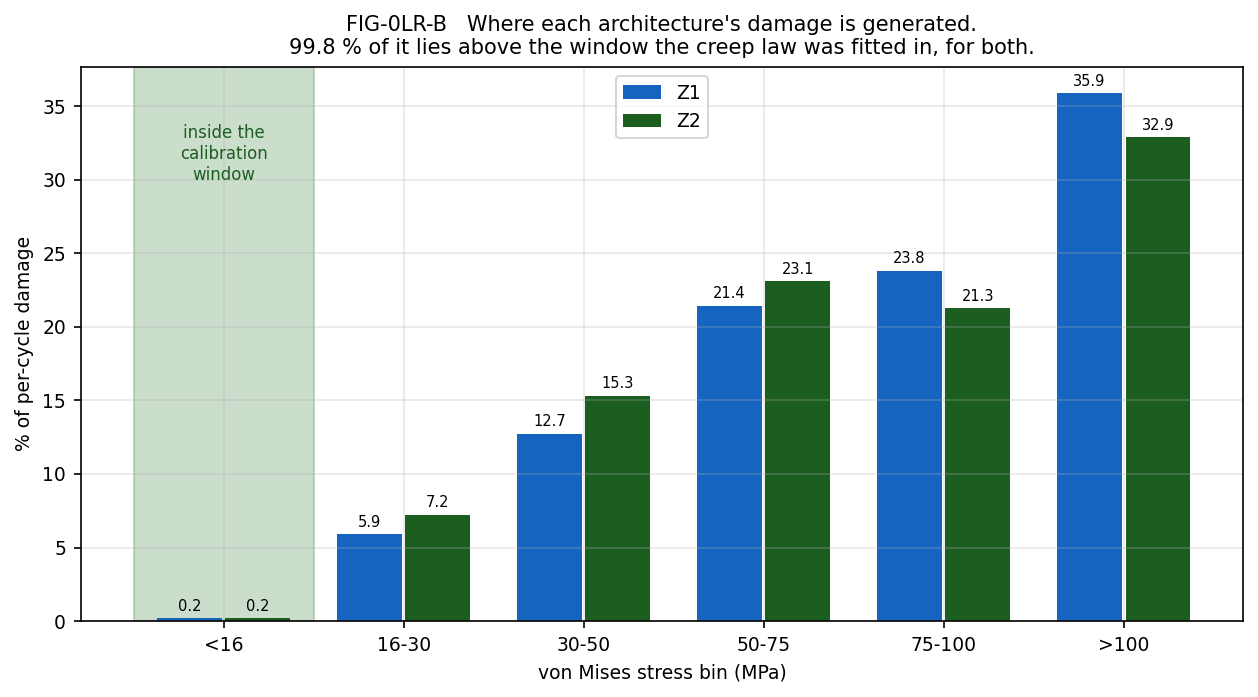 FIG-0LR-B   Where each architecture's damage is generated.
99.8 % of it lies above the window the creep law was fitted in, for both.
% of per-cycle damage
35
30
25
20
15
10
5
0
inside the
calibration
window
Z1
Z2
0.2
0.2
5.9
7.2
12.7
15.3
21.4
23.1
23.8
21.3
35.9
32.9
<16
16-30
30-50
50-75
75-100
>100
von Mises stress bin (MPa)